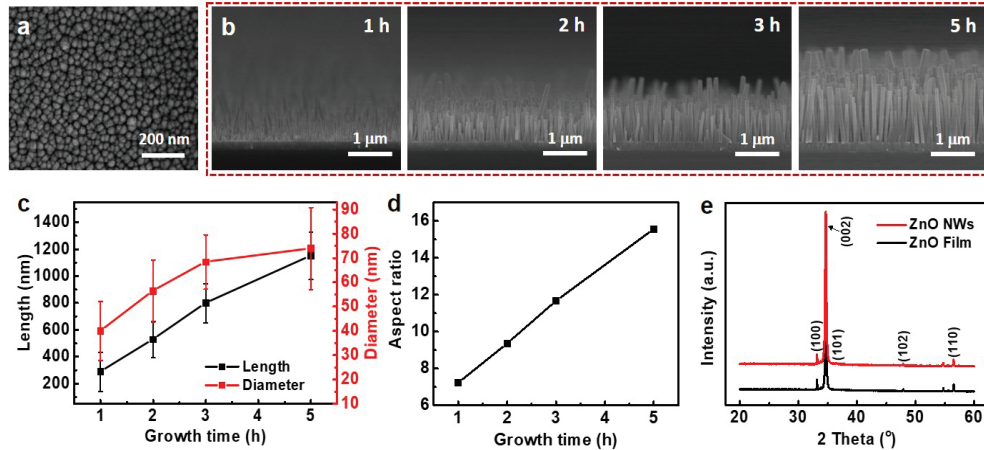 a
200 nm
b
1 h
1 µm
2 h
1 µm
3 h
1 µm
5 h
1 µm
c
Length (nm)
1400
1200
1000
800
600
400
200
90
80
70
60
50
40
30
20
10
Diameter (nm)
Length
Diameter
1 2 3 4 5
Growth time (h)
d
Aspect ratio
16
14
12
10
8
6
1 2 3 4 5
Growth time (h)
e
Intensity (a.u.)
ZnO NWs
ZnO Film
(002)
(100)
(101)
(102)
(110)
20 30 40 50 60
2 Theta (°)